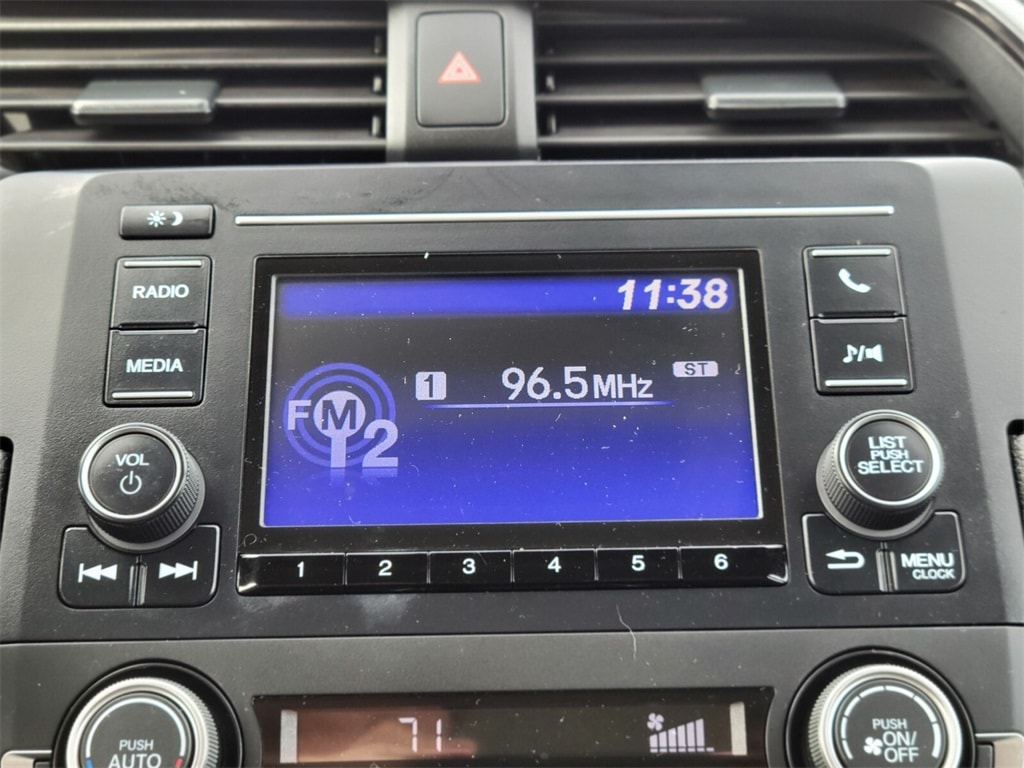 11:38
RADIO
MEDIA
FM 2
1 96.5MHz ST
VOL
LIST
PUSH
SELECT
1 2 3 4 5 6
MENU
CLOCK
PUSH
AUTO
71
PUSH
ON/
OFF